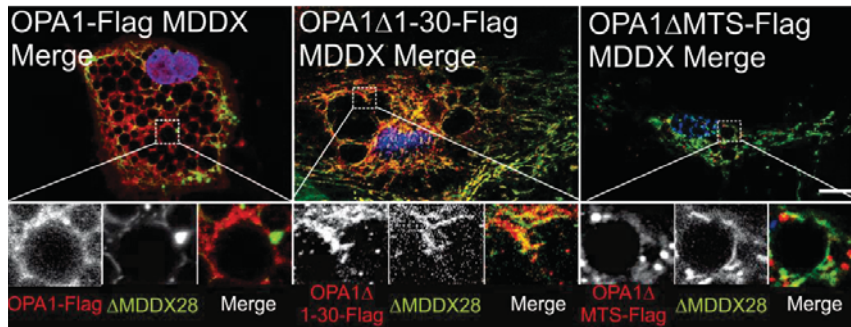 OPA1-Flag MDDX
Merge
OPA1Δ1-30-Flag
MDDX Merge
OPA1ΔMTS-Flag
MDDX Merge
OPA1-Flag
ΔMDDX28
Merge
OPA1Δ
1-30-Flag
ΔMDDX28
Merge
OPA1Δ
MTS-Flag
ΔMDDX28
Merge